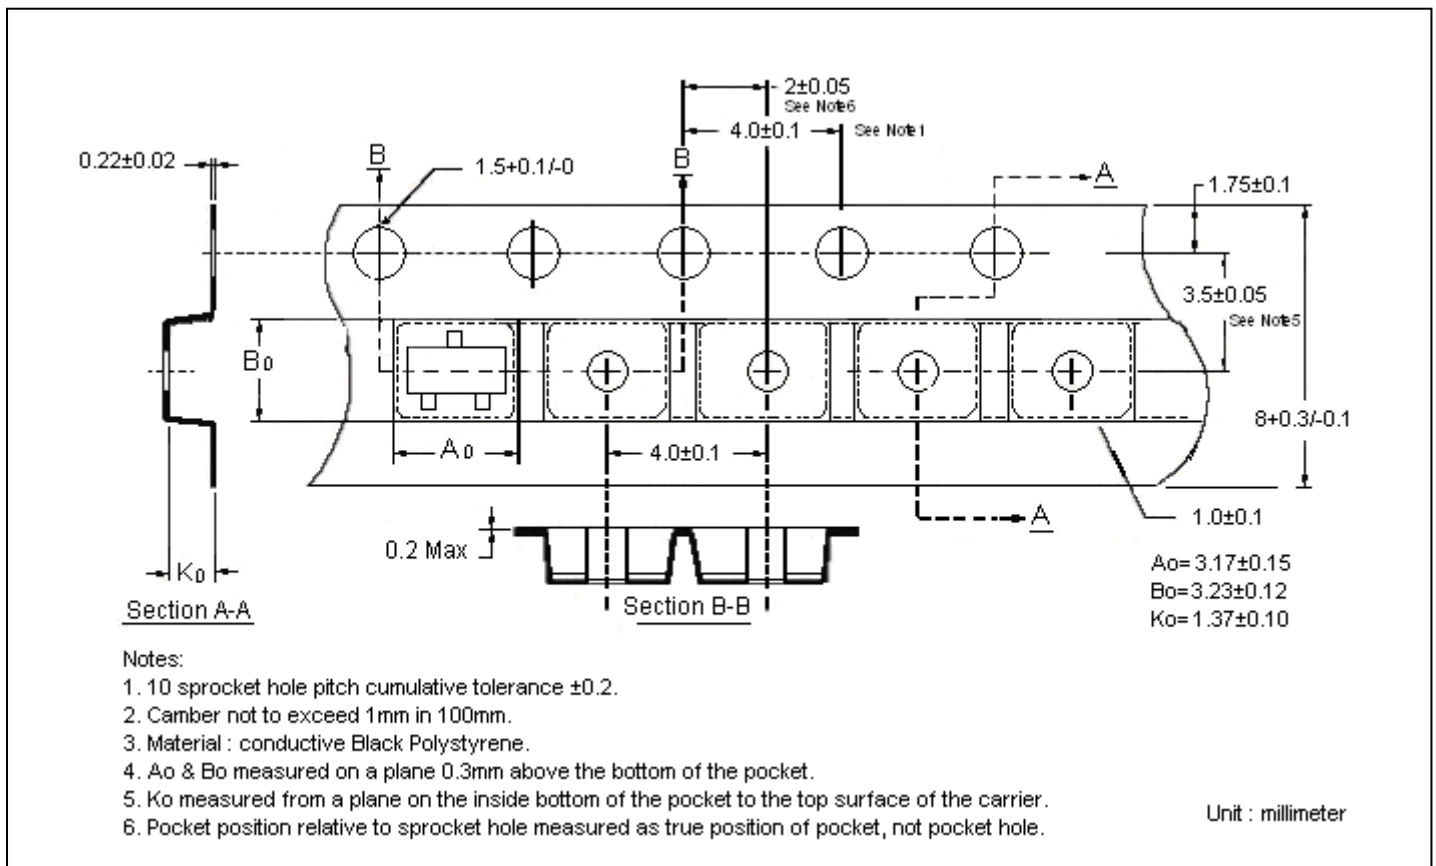 2±0.05
See Note6
4.0±0.1 See Note1
0.22±0.02
B
1.5+0.1/-0
B
A
1.75±0.1
3.5±0.05
See Note5
B0
A0
4.0±0.1
8+0.3/-0.1
0.2 Max
A
1.0±0.1
K0
Section A-A
Section B-B
Ao=3.17±0.15
Bo=3.23±0.12
Ko=1.37±0.10
Notes:
1. 10 sprocket hole pitch cumulative tolerance ±0.2.
2. Camber not to exceed 1mm in 100mm.
3. Material : conductive Black Polystyrene.
4. Ao & Bo measured on a plane 0.3mm above the bottom of the pocket.
5. Ko measured from a plane on the inside bottom of the pocket to the top surface of the carrier.
6. Pocket position relative to sprocket hole measured as true position of pocket, not pocket hole.
Unit : millimeter